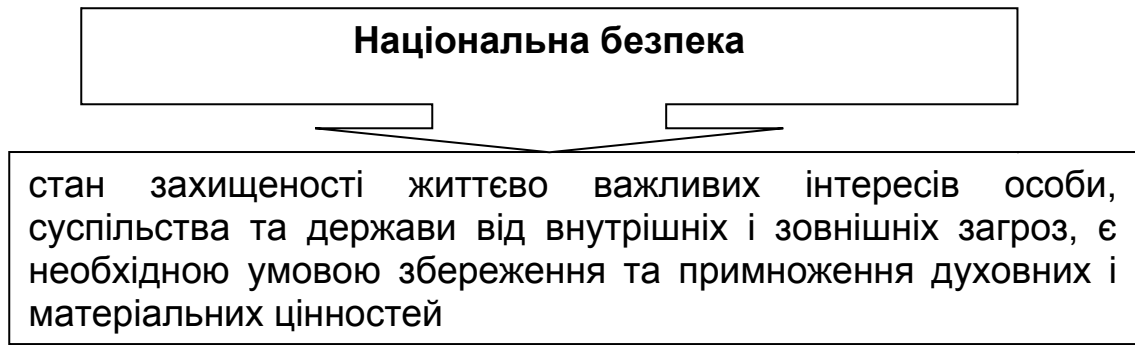 Національна безпека
стан захищеності життєво важливих інтересів особи,
суспільства та держави від внутрішніх і зовнішніх загроз, є
необхідною умовою збереження та примноження духовних і
матеріальних цінностей